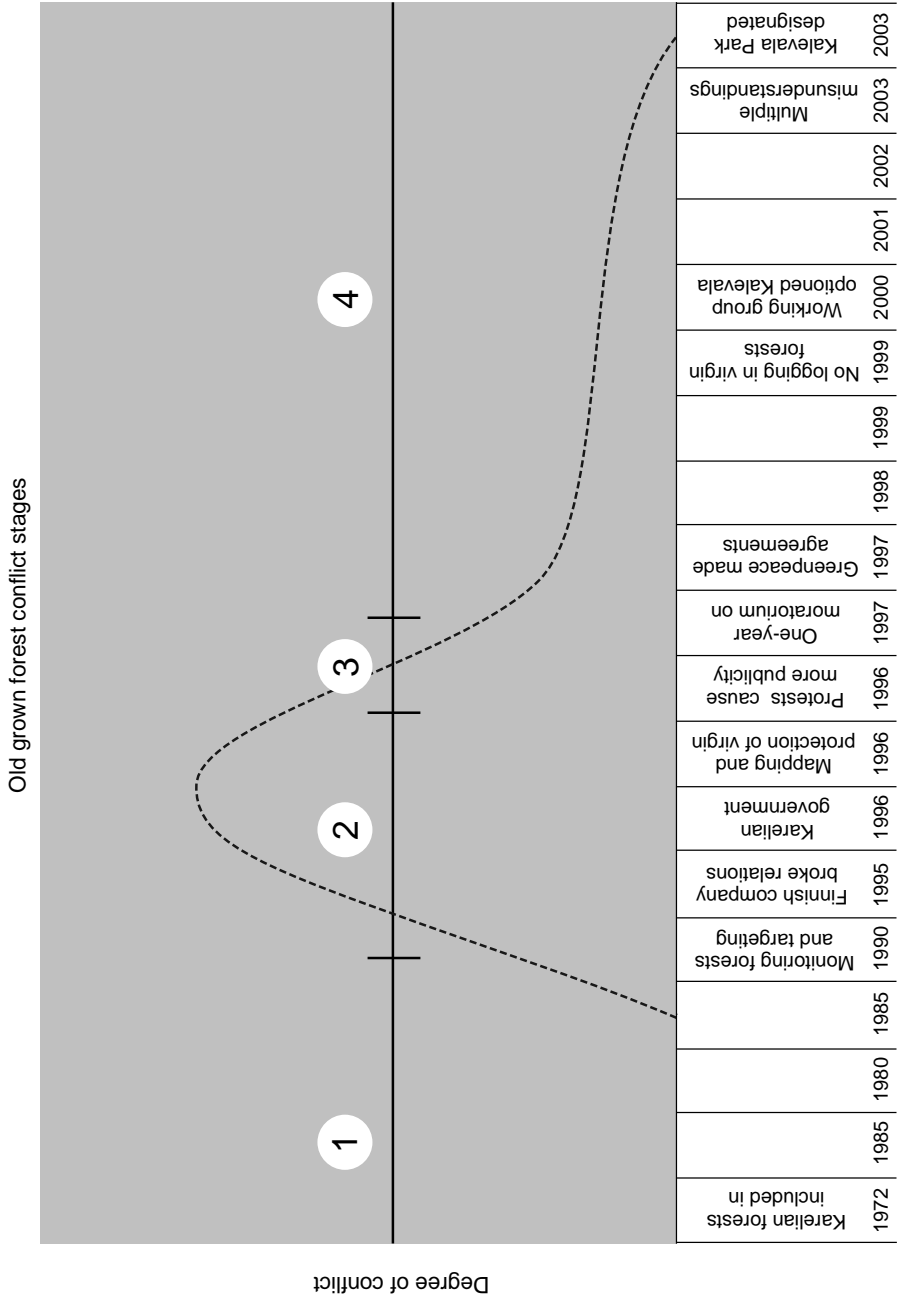 Old grown forest conflict stages
Degree of conflict
1
2
3
4
Karelian forests
included in
1972
1985
1980
1985
Monitoring forests
and targeting
1990
Finnish company
broke relations
1995
Karelian
government
1996
Mapping and
protection of virgin
1996
Protests cause
more publicity
1996
One-year
moratorium on
1997
Greenpeace made
agreements
1997
1998
1999
No logging in virgin
forests
1999
Working group
optioned Kalevala
2000
2001
2002
Multiple
misunderstandings
2003
Kalevala Park
designated
2003